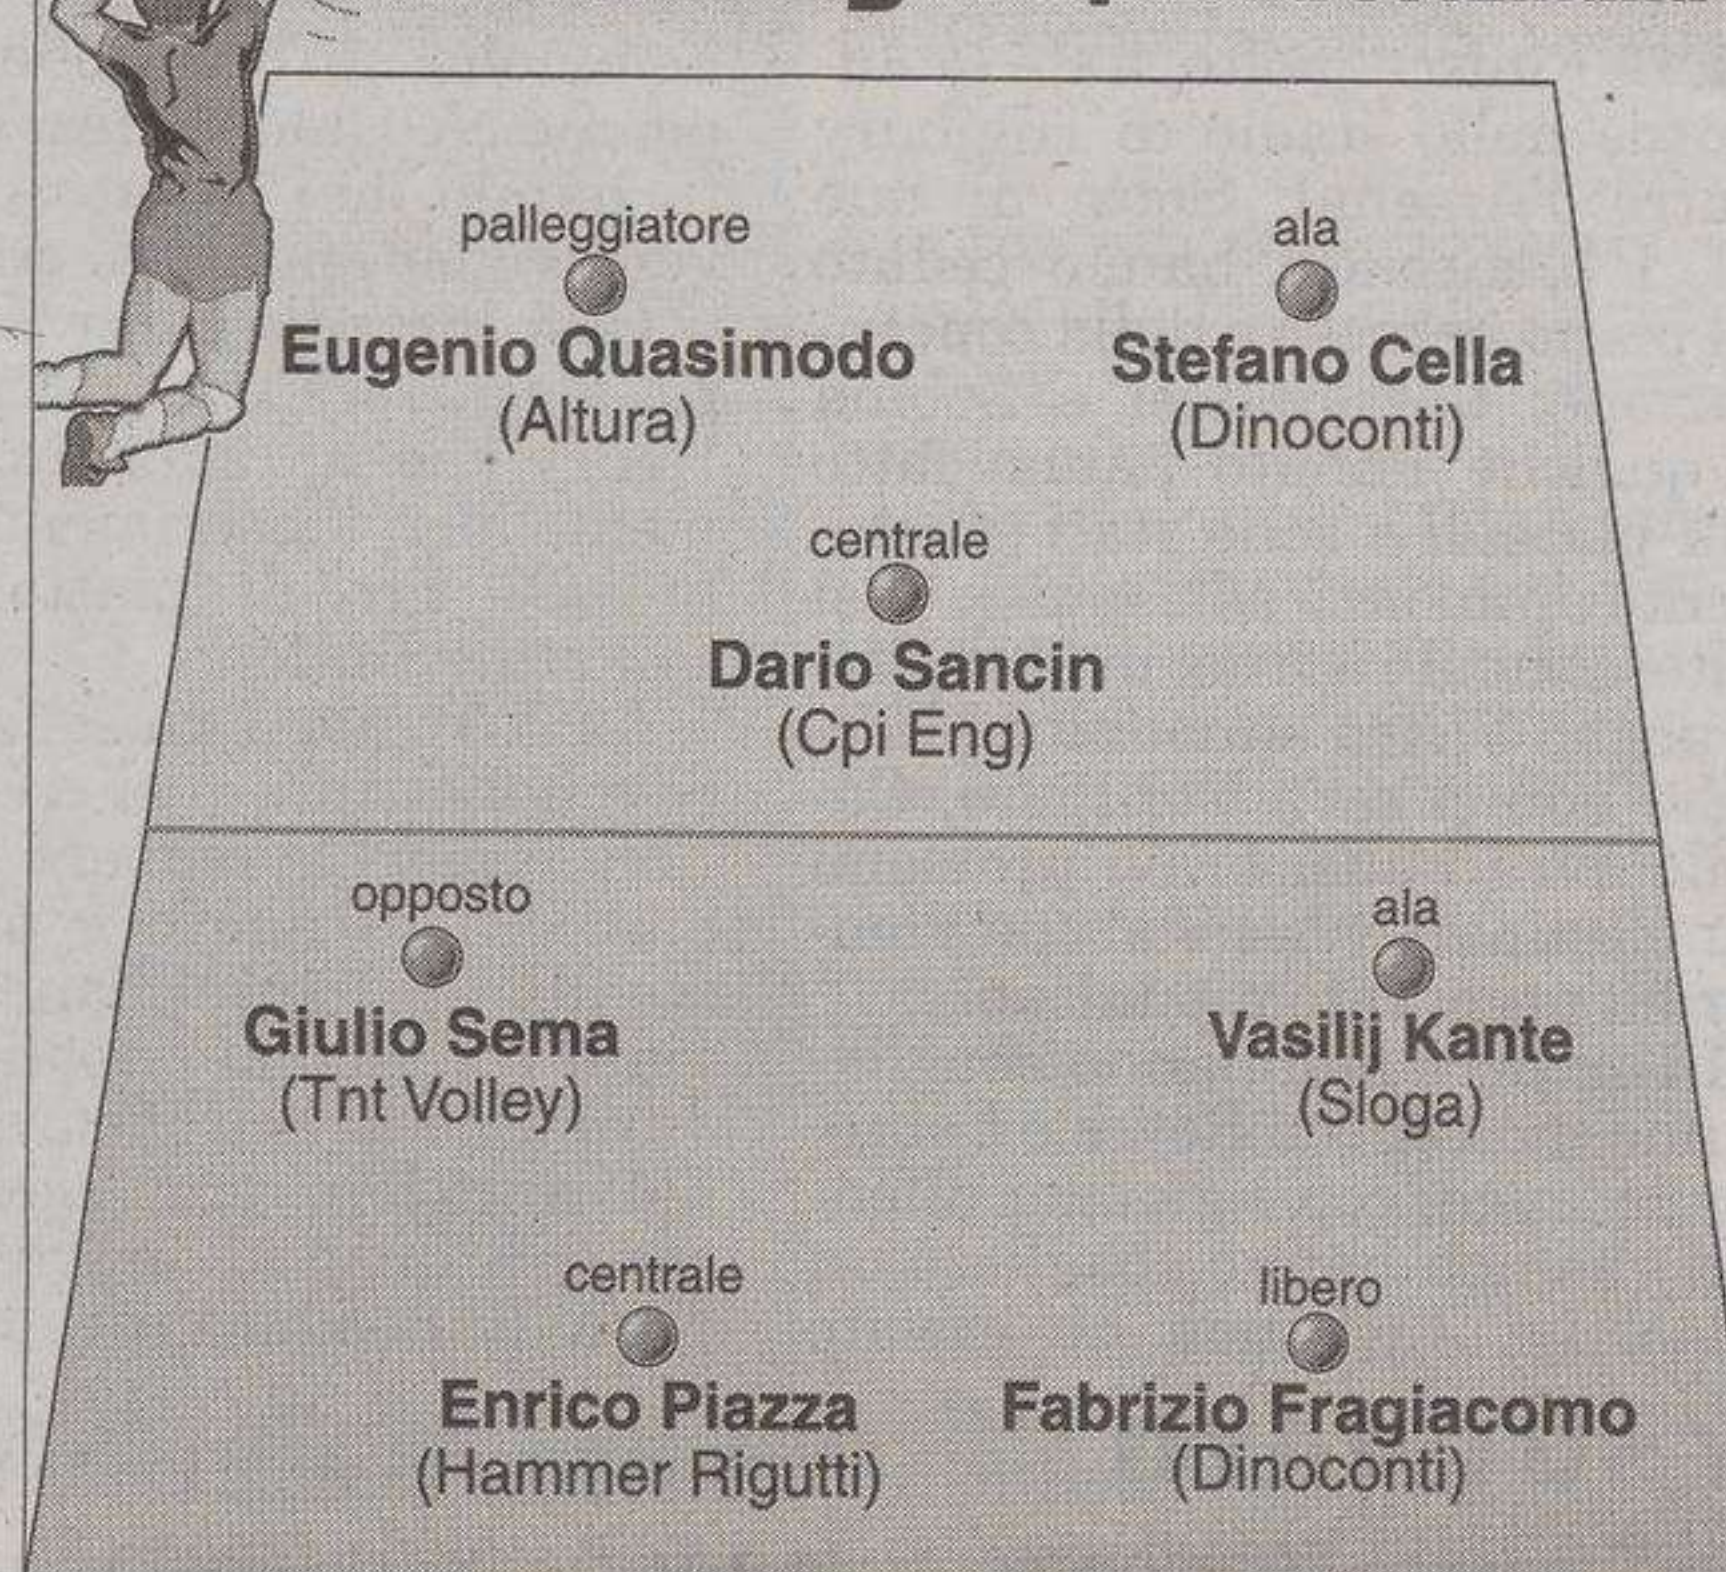 palleggiatore
Eugenio Quasimodo
(Altura)
ala
Stefano Cella
(Dinoconti)
centrale
Dario Sancin
(Cpi Eng)
opposto
Giulio Sema
(Tnt Volley)
ala
Vasilij Kante
(Sloga)
centrale
Enrico Piazza
(Hammer Rigutti)
libero
Fabrizio Fragiacomo
(Dinoconti)